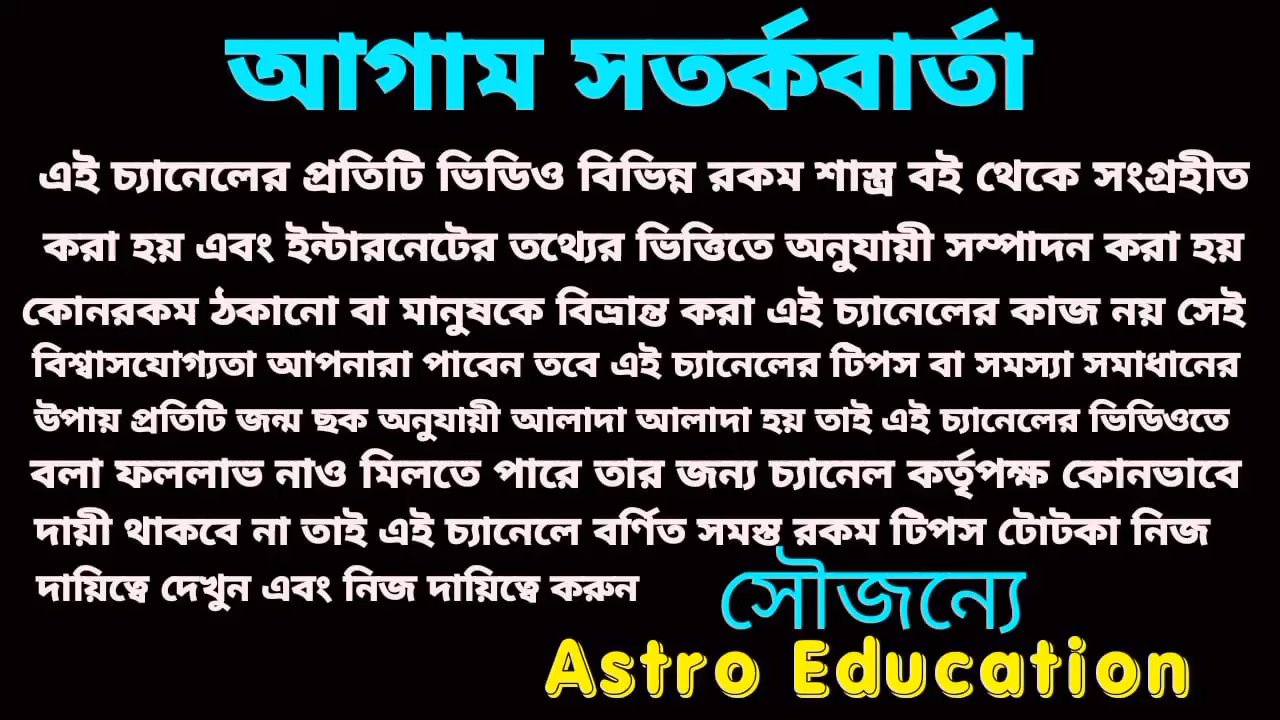 আগাম সতর্কবার্তা
এই চ্যানেলের প্রতিটি ভিডিও বিভিন্ন রকম শাস্ত্র বই থেকে সংগ্রহীত
করা হয় এবং ইন্টারনেটের তথ্যের ভিত্তিতে অনুযায়ী সম্পাদন করা হয়
কোনরকম ঠকানো বা মানুষকে বিভ্রান্ত করা এই চ্যানেলের কাজ নয় সেই
বিশ্বাসযোগ্যতা আপনারা পাবেন তবে এই চ্যানেলের টিপস বা সমস্যা সমাধানের
উপায় প্রতিটি জন্ম ছক অনুযায়ী আলাদা আলাদা হয় তাই এই চ্যানেলের ভিডিওতে
বলা ফললাভ নাও মিলতে পারে তার জন্য চ্যানেল কর্তৃপক্ষ কোনভাবে
দায়ী থাকবে না তাই এই চ্যানেলে বর্ণিত সমস্ত রকম টিপস টোটকা নিজ
দায়িত্বে দেখুন এবং নিজ দায়িত্বে করুন
সৌজন্যে
Astro Education